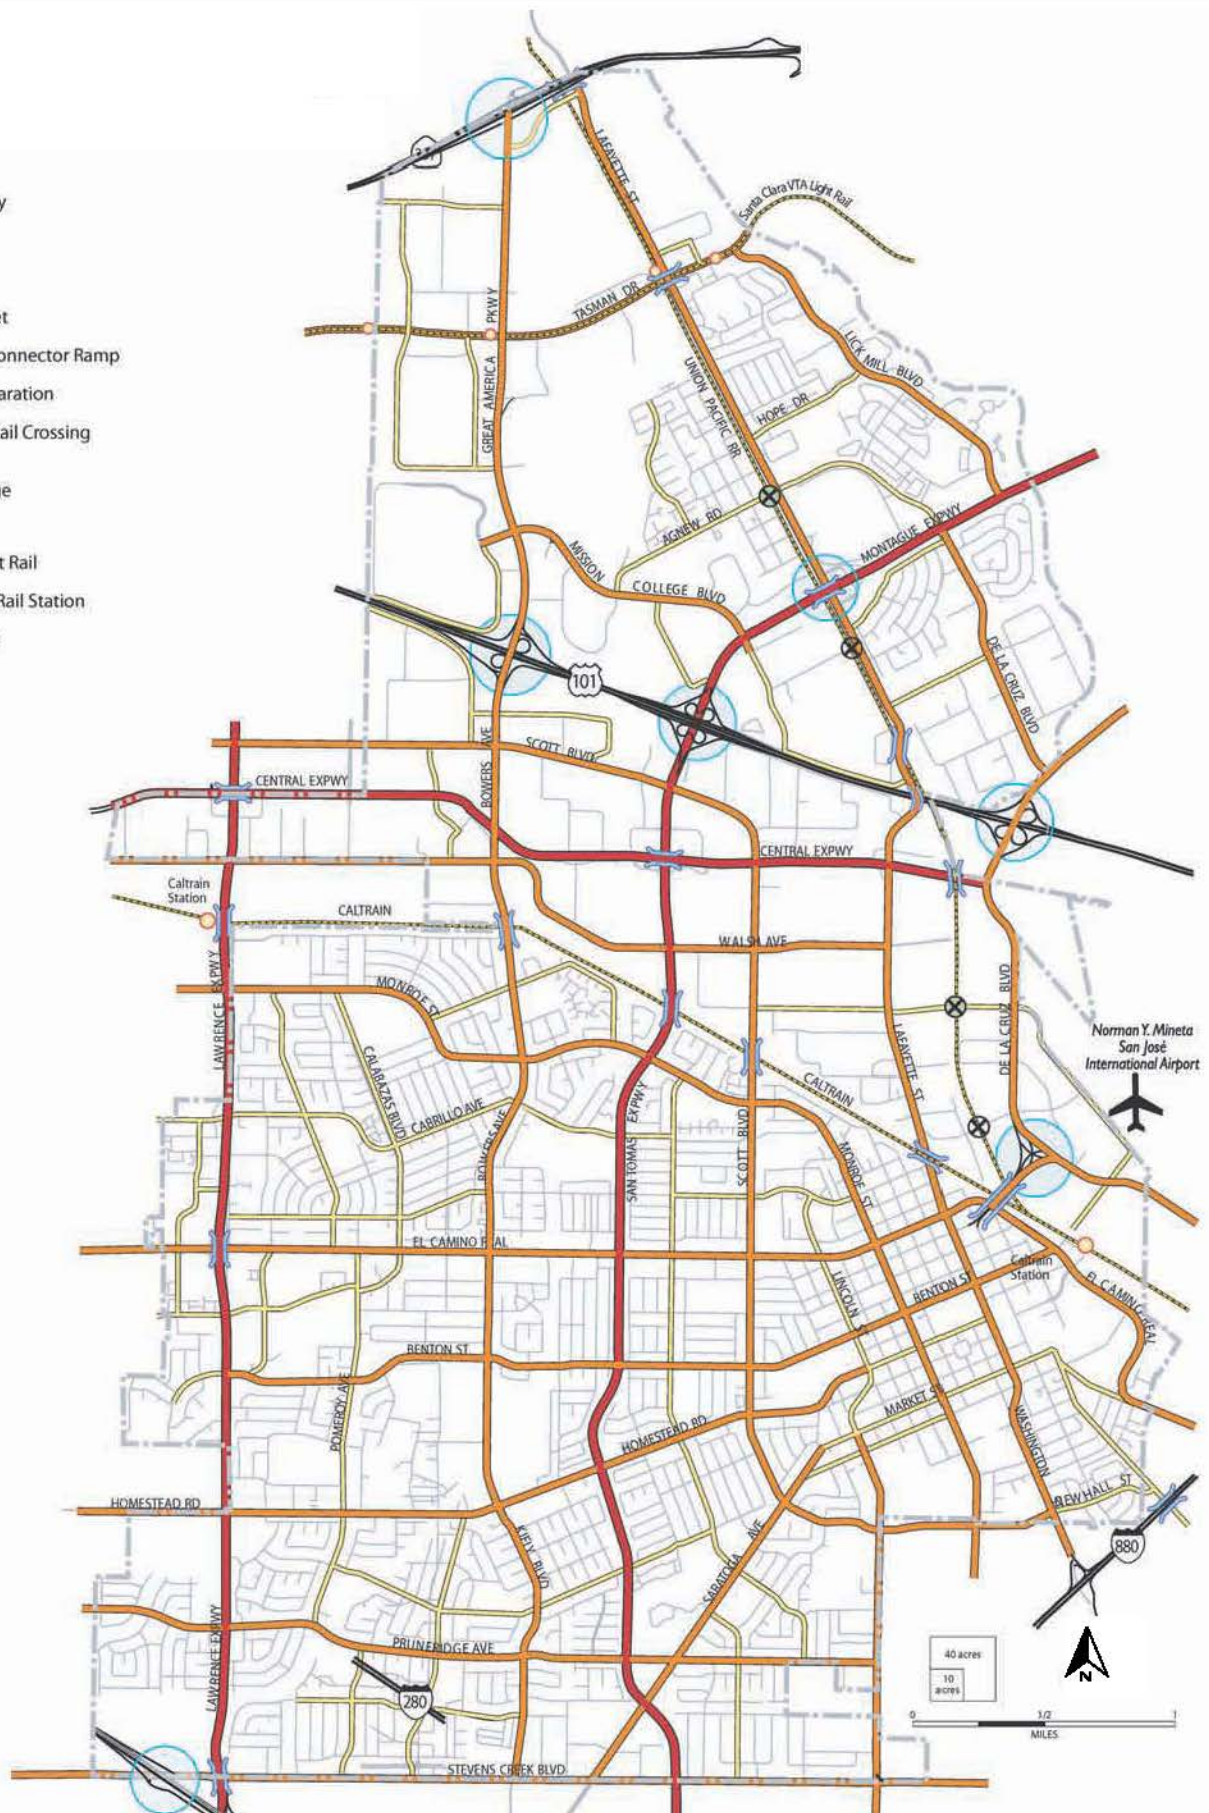 y
et
onnector Ramp
aration
ail Crossing
ge
t Rail
Rail Station
LAFAYETTE ST
Santa Clara VTA Light Rail
TASMAN DR
GREAT AMERICA PKWY
UNION PACIFIC RR
LICK MILL BLVD
HOPE DR
AGNEW RD
MONTAGUE EXPWY
MISSION COLLEGE BLVD
101
DE LA CRUZ BLVD
BOWERS AVE
SCOTT BLVD
CENTRAL EXPWY
CENTRAL EXPWY
Caltrain
Station
CALTRAIN
WALSH AVE
LAWRENCE EXPWY
MONROE ST
DE LA CRUZ BLVD
Norman Y. Mineta
San José
International Airport
LAFAYETTE ST
CALABAZAS BLVD
CABRILLO AVE
CALTRAIN
BOWERS AVE
SAN TOMAS EXPWY
SCOTT BLVD
MONROE ST
EL CAMINO REAL
Caltrain
Station
LINCOLN ST
BENTON ST
EL CAMINO REAL
BENTON ST
POMEROY AVE
MARKET ST
HOMESTEAD RD
WASHINGTON
NEWHALL ST
HOMESTEAD RD
KIELY BLVD
SARATOGA AVE
880
LAWRENCE EXPWY
PRUNERIDGE AVE
280
40 acres
10
acres
N
0 1/2 1
MILES
STEVENS CREEK BLVD